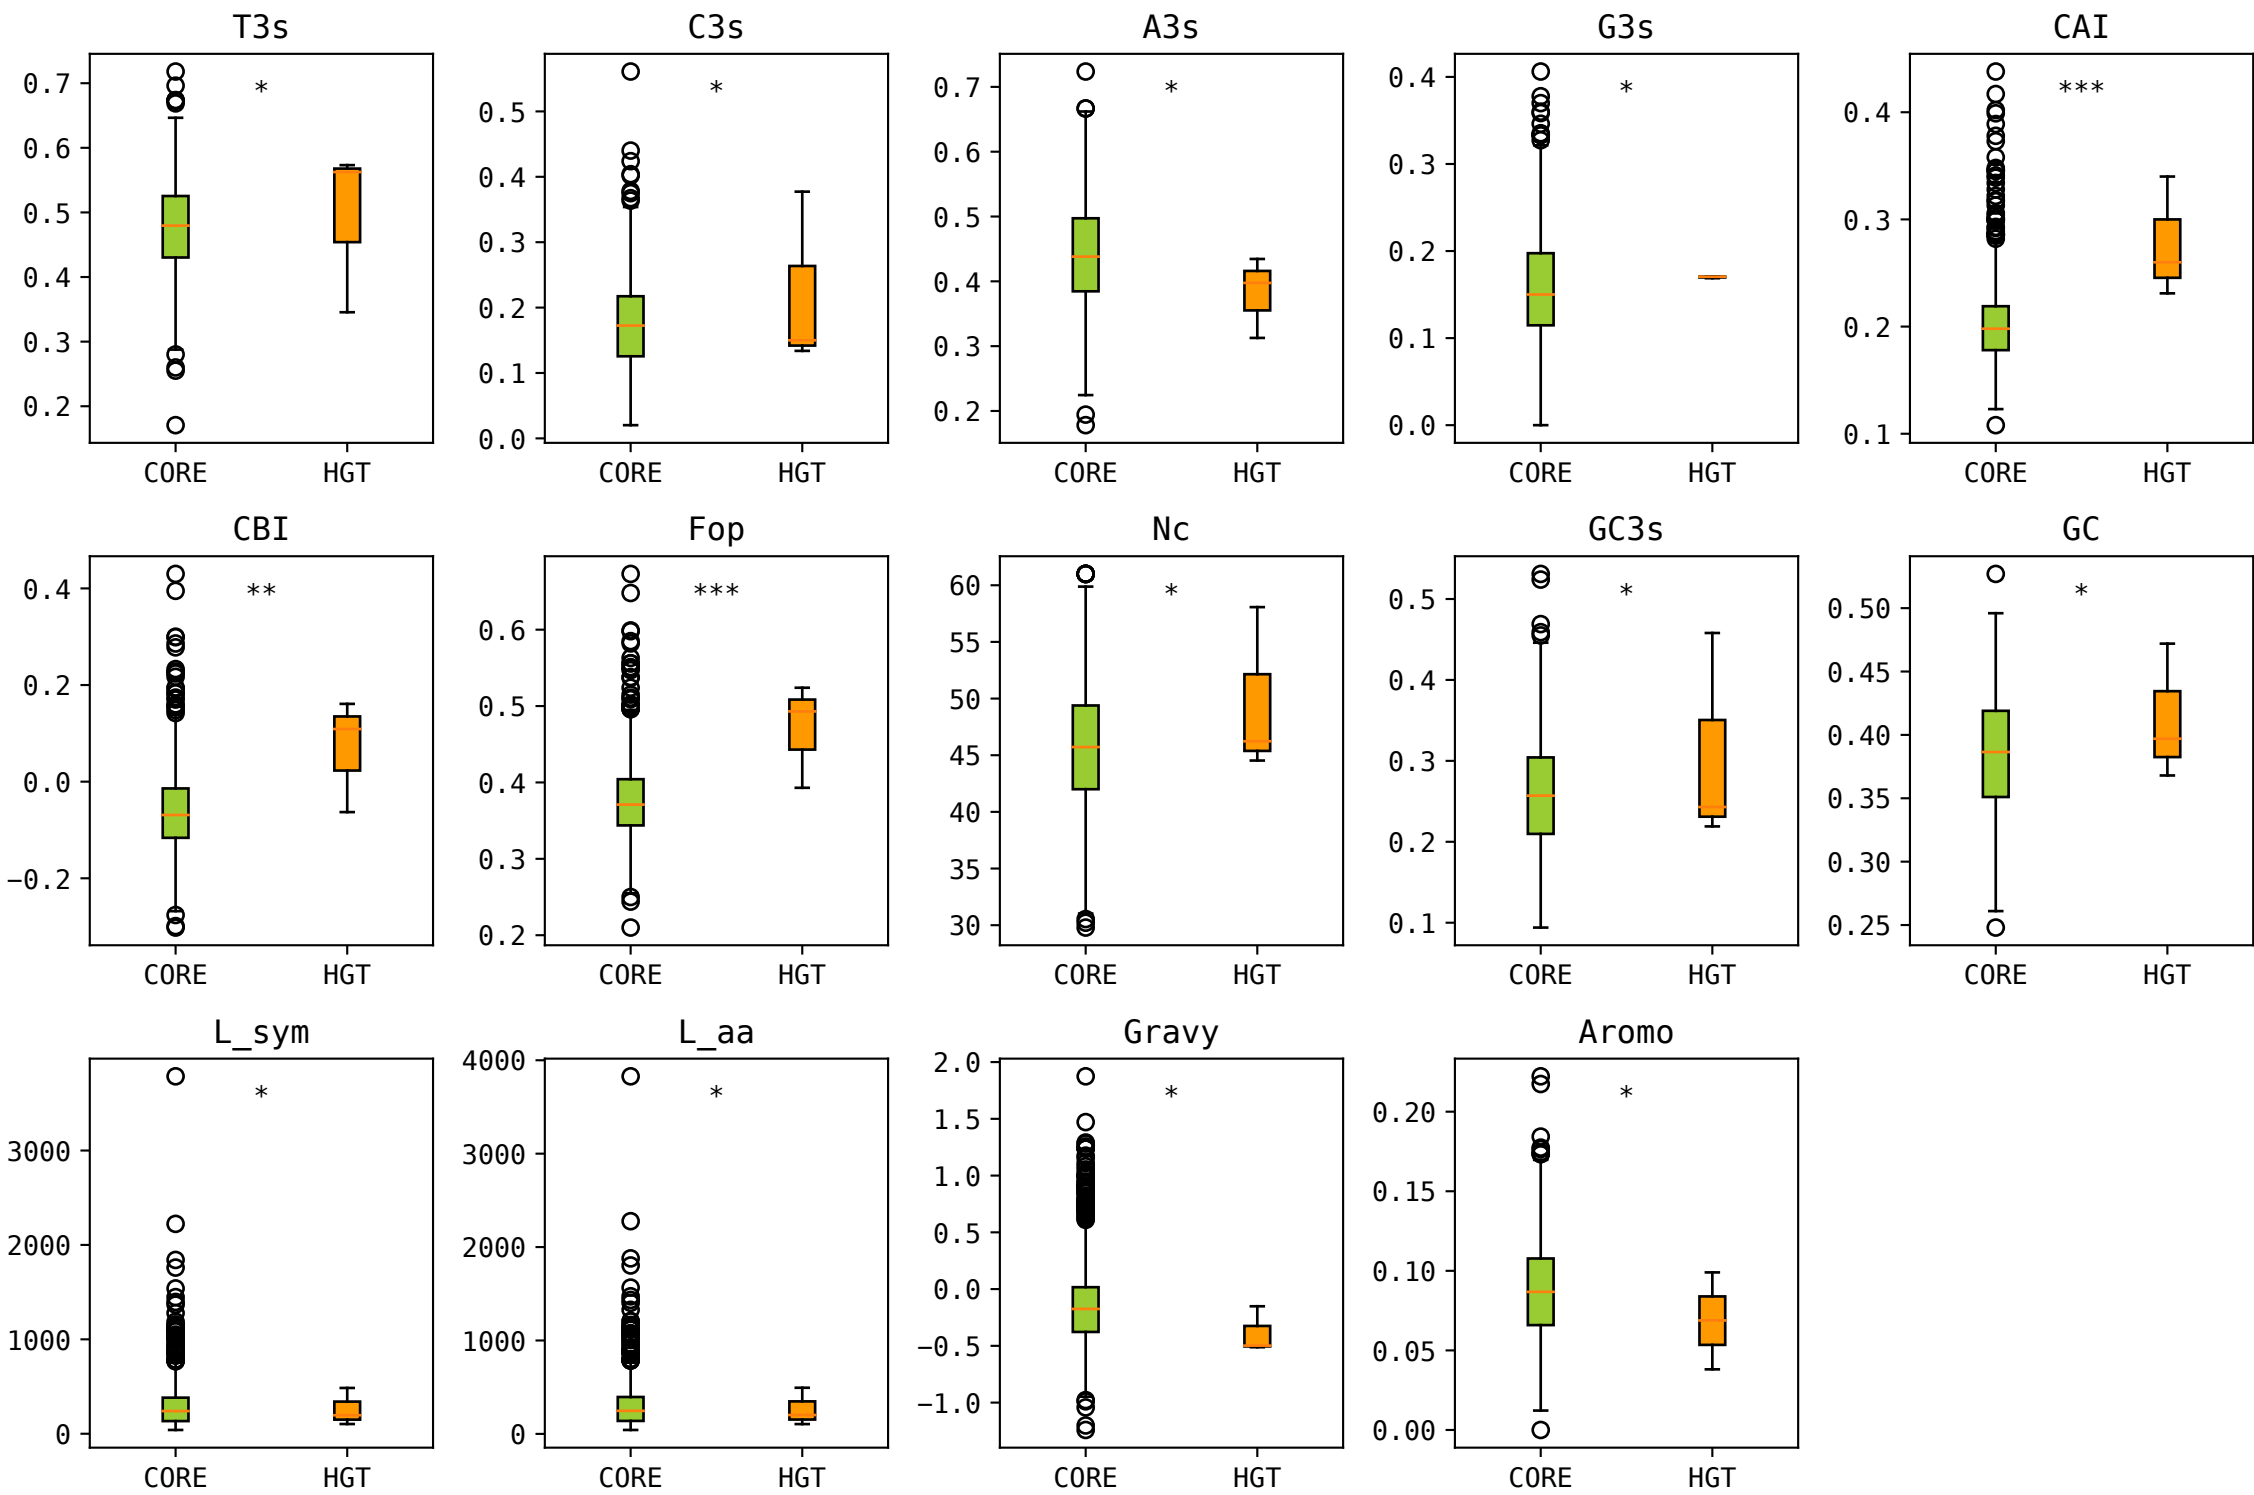 T3s C3s A3s G3s CAI
0.7 0.6 0.5 0.4 0.3 0.2
*
CORE HGT
0.5 0.4 0.3 0.2 0.1 0.0
*
CORE HGT
0.7 0.6 0.5 0.4 0.3 0.2
*
CORE HGT
0.4 0.3 0.2 0.1 0.0
*
CORE HGT
0.4 0.3 0.2 0.1
***
CORE HGT
CBI Fop Nc GC3s GC
0.4 0.2 0.0 −0.2
**
CORE HGT
0.6 0.5 0.4 0.3 0.2
***
CORE HGT
60 55 50 45 40 35 30
*
CORE HGT
0.5 0.4 0.3 0.2 0.1
*
CORE HGT
0.50 0.45 0.40 0.35 0.30 0.25
*
CORE HGT
L_sym L_aa Gravy Aromo
3000 2000 1000 0
*
CORE HGT
4000 3000 2000 1000 0
*
CORE HGT
2.0 1.5 1.0 0.5 0.0 −0.5 −1.0
*
CORE HGT
0.20 0.15 0.10 0.05 0.00
*
CORE HGT